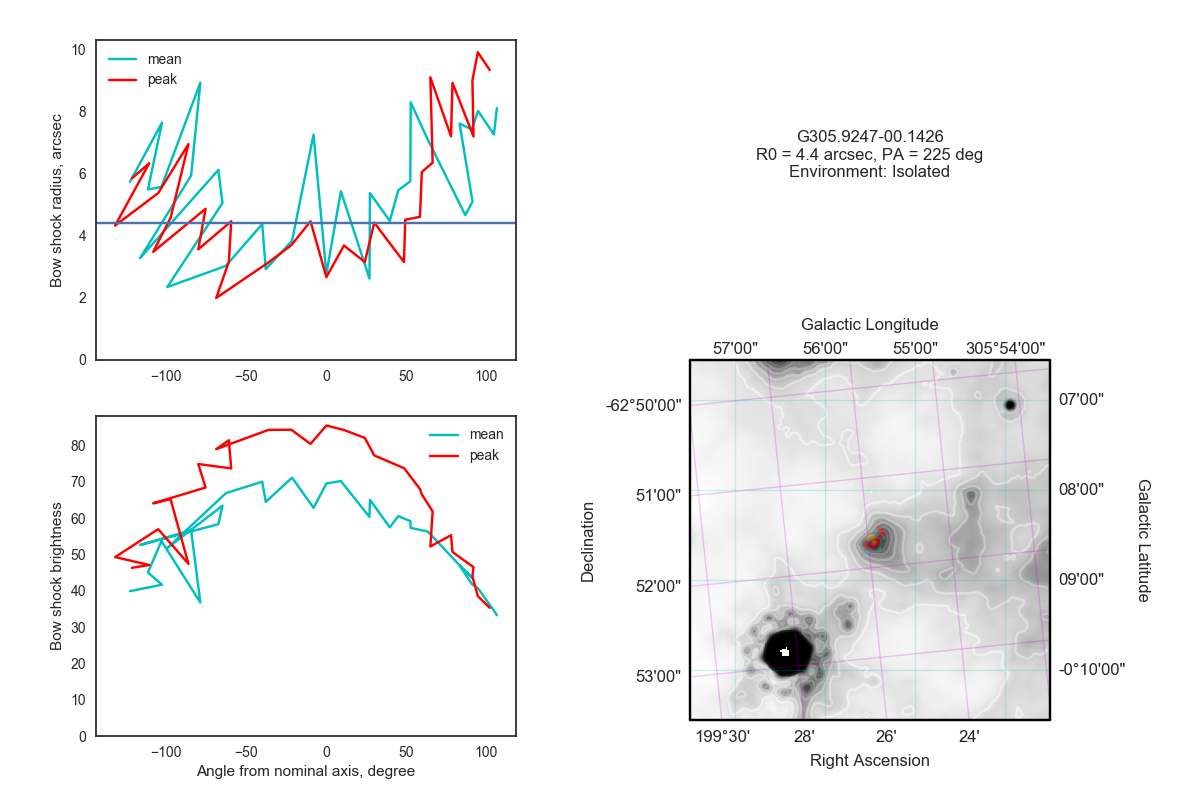 mean
peak
10
8
6
4
2
0
−100
−50
0
50
100
Bow shock radius, arcsec
mean
peak
80
70
60
50
40
30
20
10
0
−100
−50
0
50
100
Bow shock brightness
Angle from nominal axis, degree
G305.9247-00.1426
R0 = 4.4 arcsec, PA = 225 deg
Environment: Isolated
Galactic Longitude
57'00" 56'00" 55'00" 305°54'00"
-62°50'00"
51'00"
52'00"
53'00"
Declination
07'00"
08'00"
09'00"
-0°10'00"
Galactic Latitude
199°30' 28' 26' 24'
Right Ascension